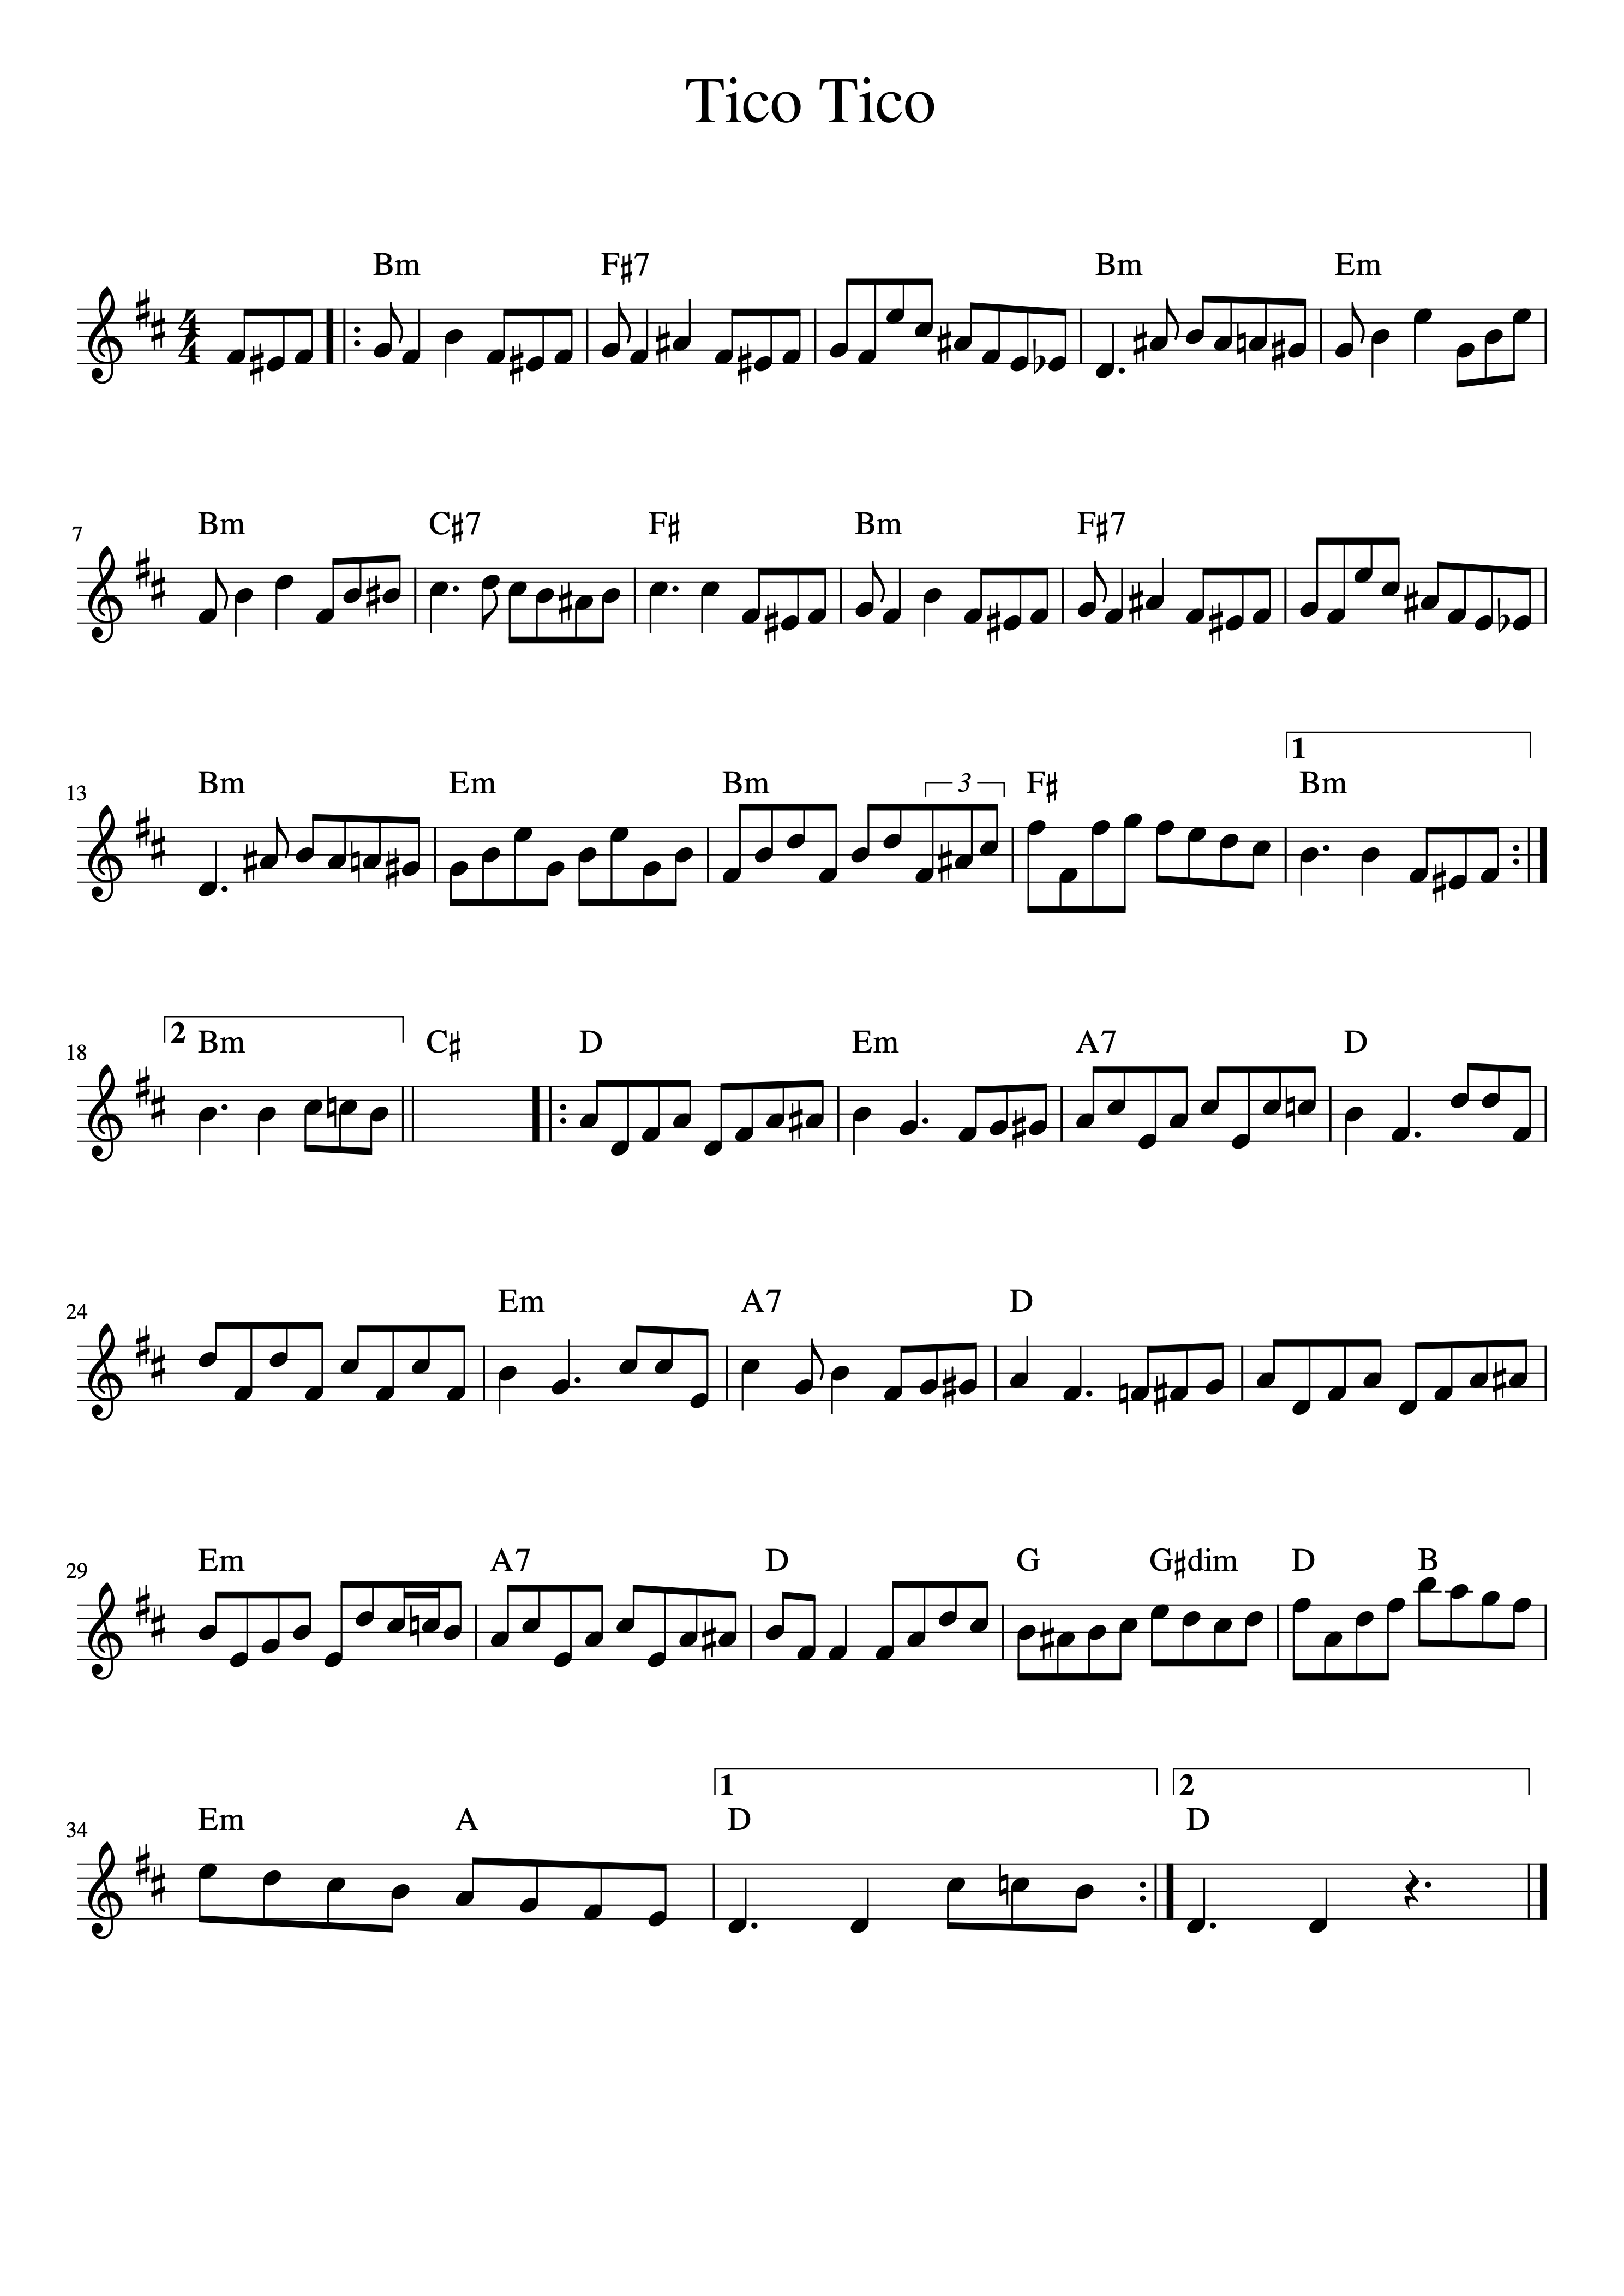 Tico Tico
Bm F♯7 Bm Em
4
4
7
Bm C♯7 F♯ Bm F♯7
1
13
Bm Em Bm 3 F♯ Bm
2
18
Bm C♯ D Em A7 D
24
Em A7 D
29
Em A7 D G G♯dim D B
1 2
34
Em A D D